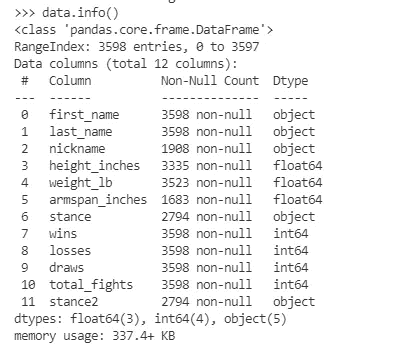 >>> data.info()
<class 'pandas.core.frame.DataFrame'>
RangeIndex: 3598 entries, 0 to 3597
Data columns (total 12 columns):
 #   Column          Non-Null Count  Dtype
---  ------          --------------  -----
 0   first_name      3598 non-null   object
 1   last_name       3598 non-null   object
 2   nickname        1908 non-null   object
 3   height_inches   3335 non-null   float64
 4   weight_lb       3523 non-null   float64
 5   armspan_inches  1683 non-null   float64
 6   stance          2794 non-null   object
 7   wins            3598 non-null   int64
 8   losses          3598 non-null   int64
 9   draws           3598 non-null   int64
 10  total_fights    3598 non-null   int64
 11  stance2         2794 non-null   object
dtypes: float64(3), int64(4), object(5)
memory usage: 337.4+ KB